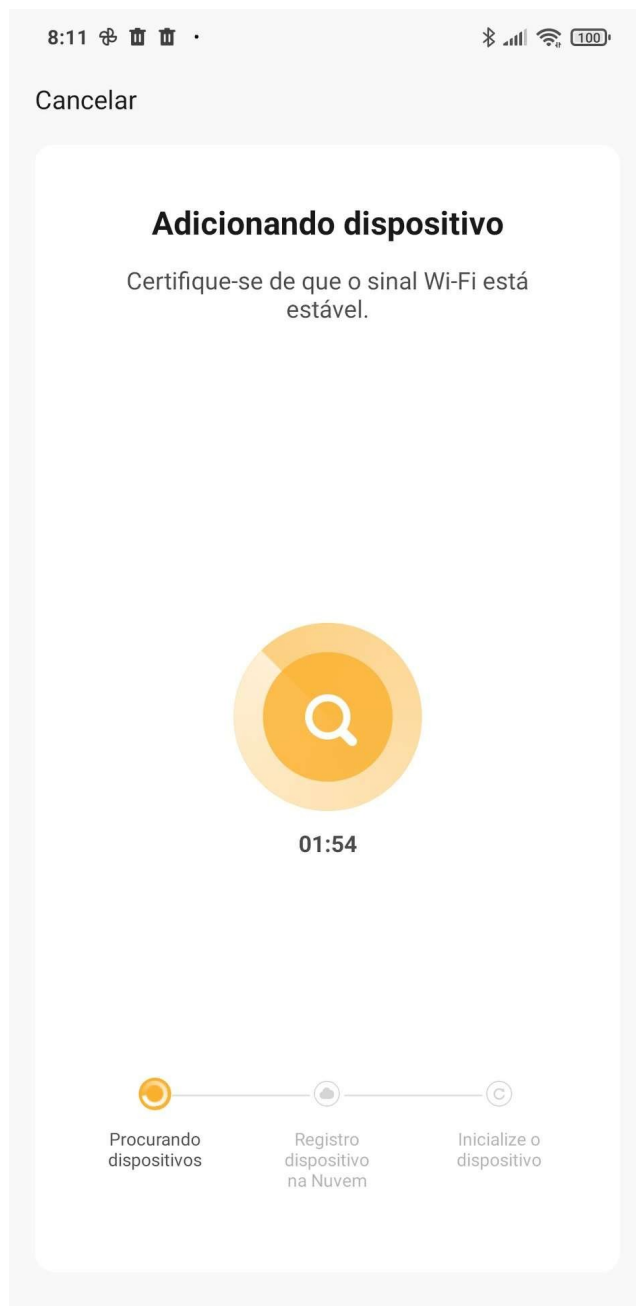 8:11
100
Cancelar
Adicionando dispositivo
Certifique-se de que o sinal Wi-Fi está
estável.
01:54
Procurando
dispositivos
Registro
dispositivo
na Nuvem
Inicialize o
dispositivo